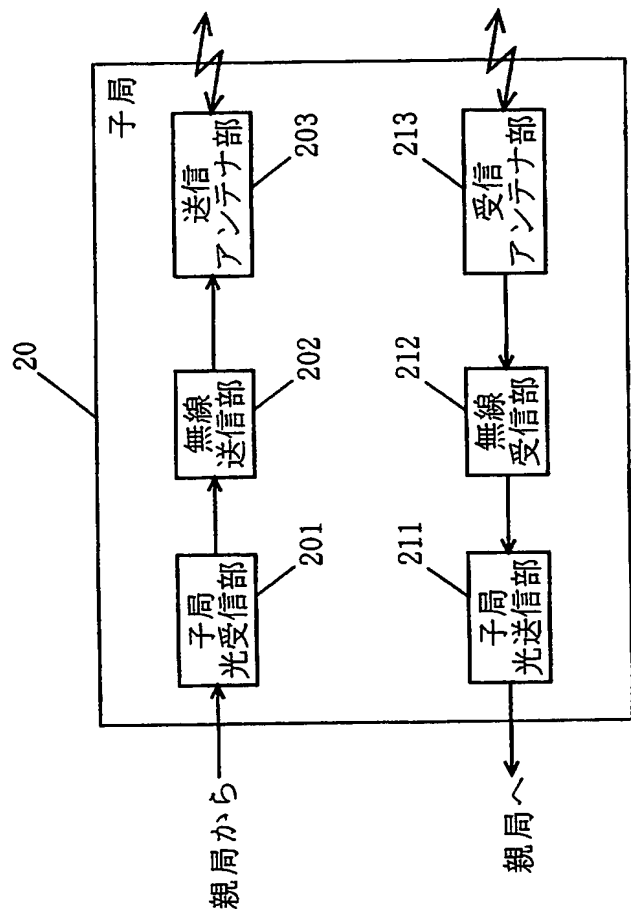 20
子局
親局から
子局
光受信部
201
無線
送信部
202
送信
アンテナ部
203
親局へ
子局
光送信部
211
無線
受信部
212
受信
アンテナ部
213